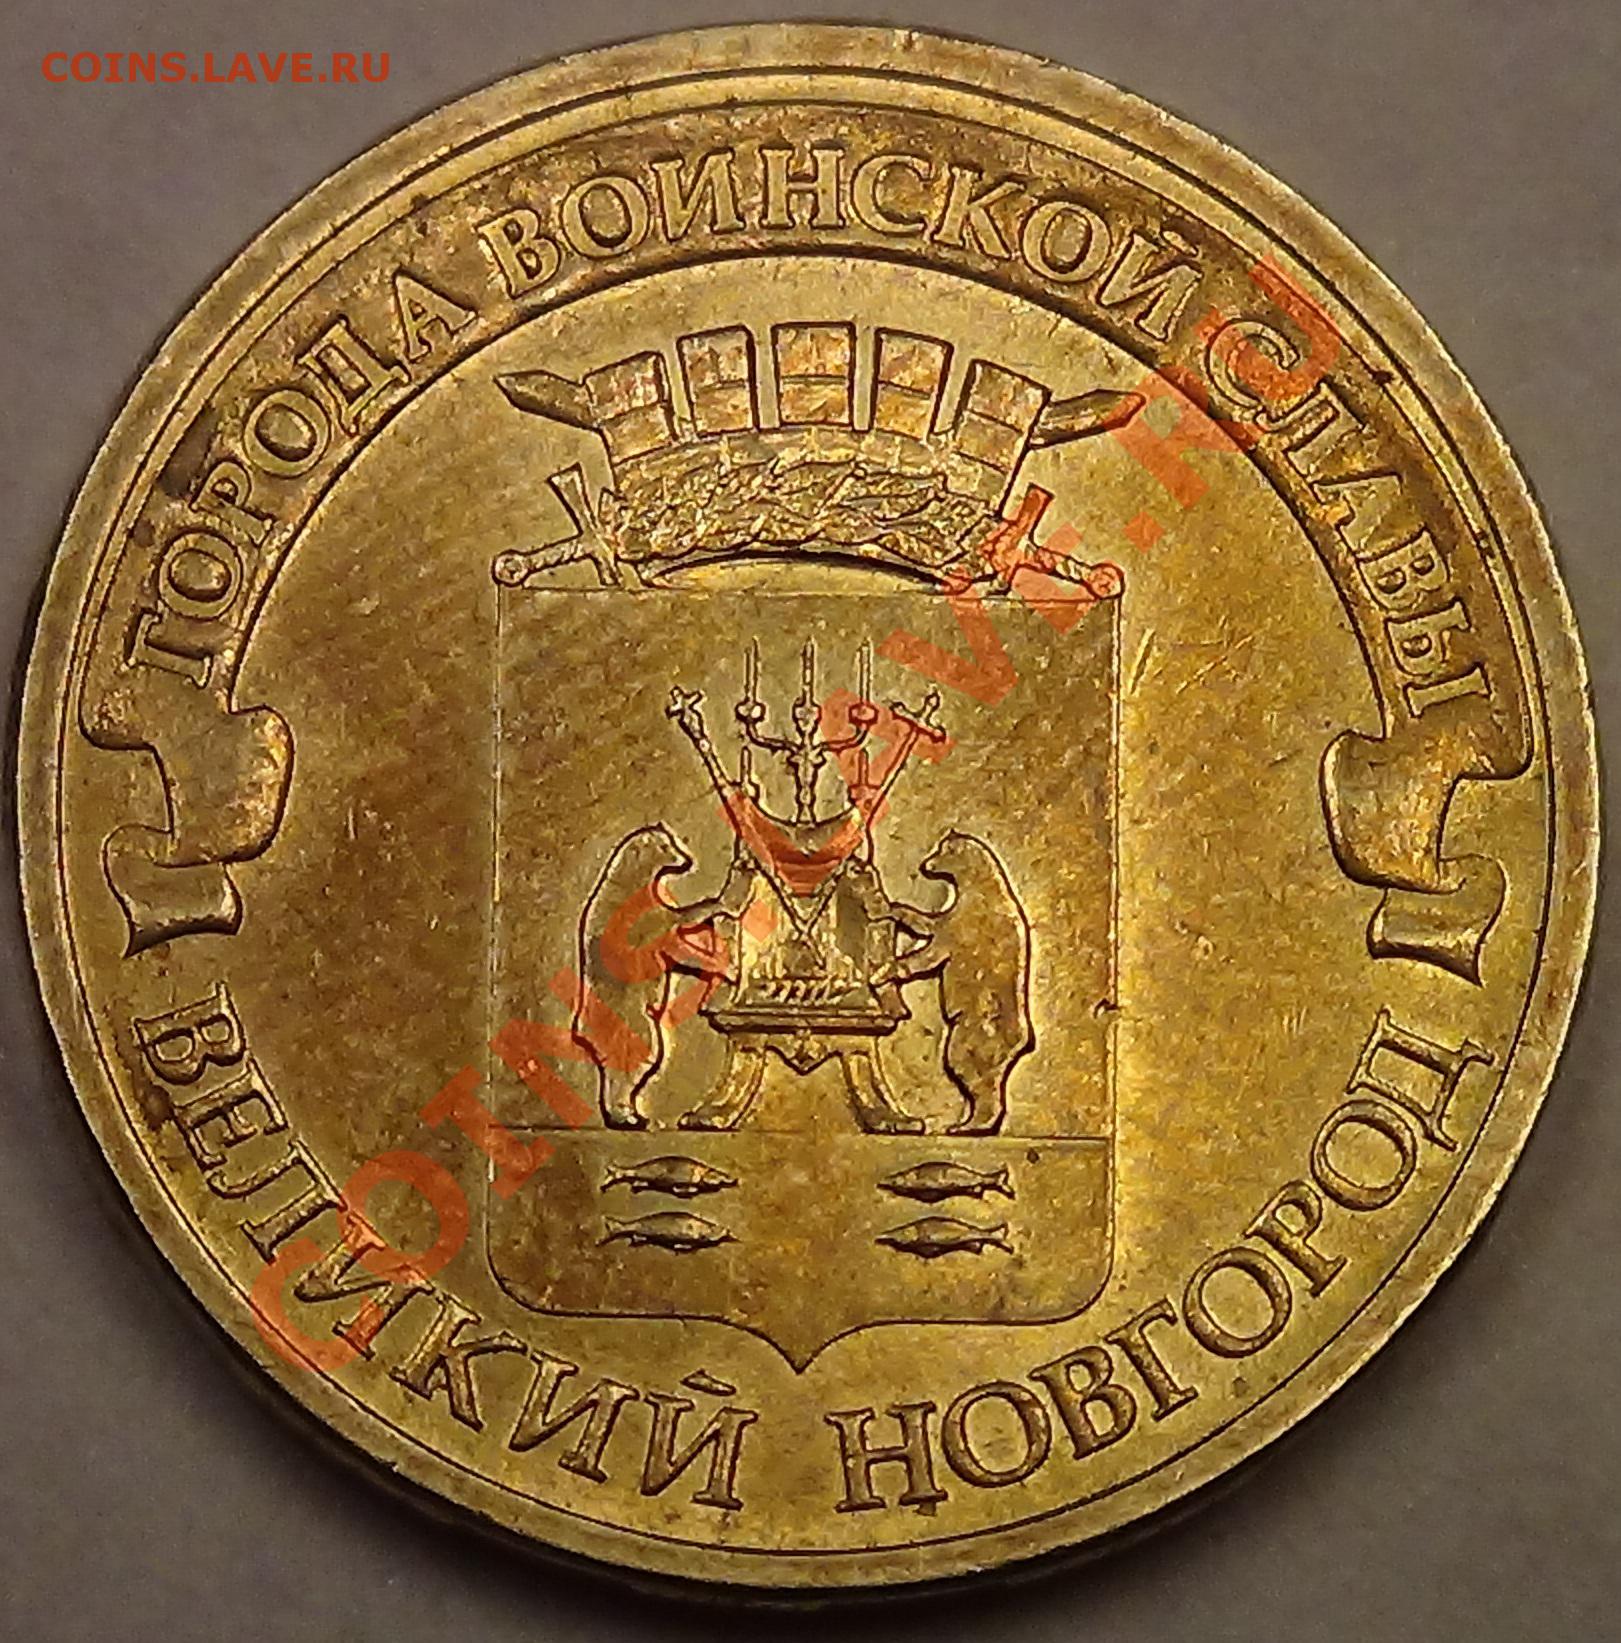 COINS.LAVE.RU
ГОРОДА ВОИНСКОЙ СЛАВЫ
COINS.LAVE.RU
ВЕЛИКИЙ НОВГОРОД